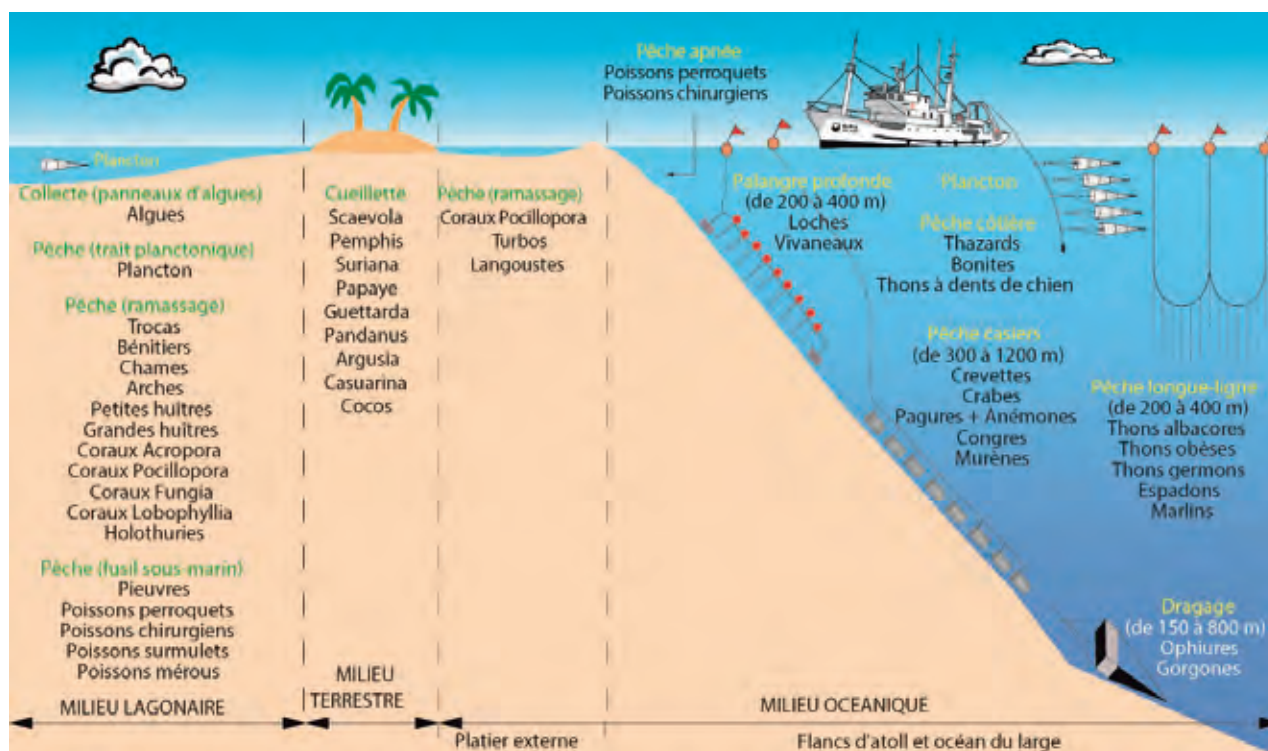 Plancton
Collecte (panneaux d'algues)
Algues
Pêche (trait planctonique)
Plancton
Pêche (ramassage)
Trocas
Bénitiers
Chames
Arches
Petites huîtres
Grandes huîtres
Coraux Acropora
Coraux Pocillopora
Coraux Fungia
Coraux Lobophyllia
Holothuries
Pêche (fusil sous-marin)
Pieuvres
Poissons perroquets
Poissons chirurgiens
Poissons surmulets
Poissons mérous
MILIEU LAGONAIRE
Cueillette
Scaevola
Pemphis
Suriana
Papaye
Guettarda
Pandanus
Argusia
Casuarina
Cocos
MILIEU
TERRESTRE
Pêche (ramassage)
Coraux Pocillopora
Turbos
Langoustes
Platier externe
Pêche apnée
Poissons perroquets
Poissons chirurgiens
Palangre profonde
(de 200 à 400 m)
Loches
Vivaneaux
Plancton
Pêche côtière
Thazards
Bonites
Thons à dents de chien
Pêche casiers
(de 300 à 1200 m)
Crevettes
Crabes
Pagures + Anémones
Congres
Murènes
Pêche longue-ligne
(de 200 à 400 m)
Thons albacores
Thons obèses
Thons germons
Espadons
Marlins
Dragage
(de 150 à 800 m)
Ophiures
Gorgones
MILIEU OCEANIQUE
Flancs d'atoll et océan du large